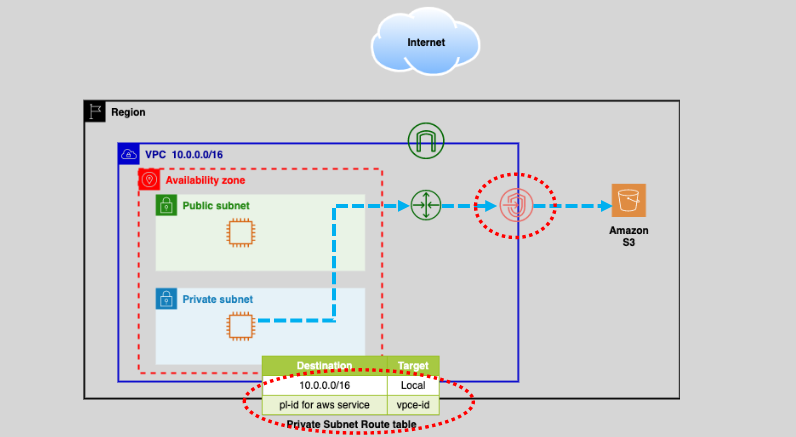 Internet
Region
VPC 10.0.0.0/16
Availability zone
Public subnet
Amazon
S3
Private subnet
Destination Target
10.0.0.0/16 Local
pl-id for aws service vpce-id
Private Subnet Route table